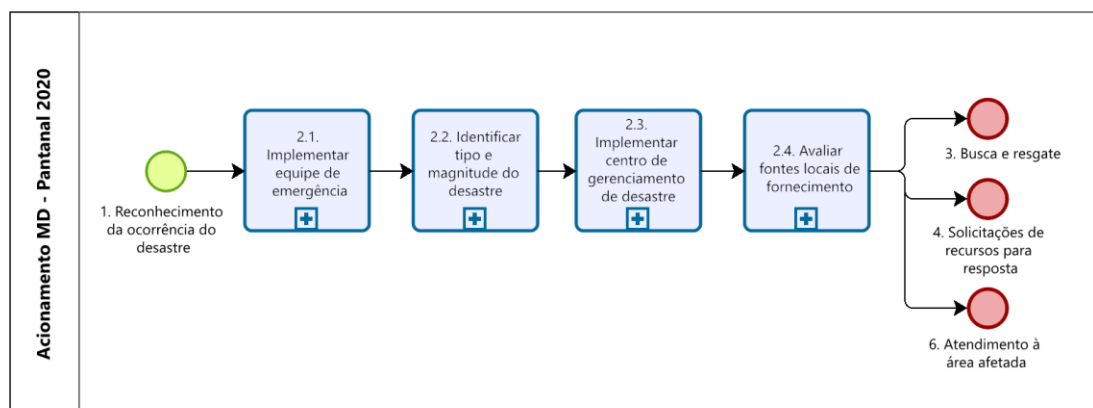 Acionamento MD - Pantanal 2020
1. Reconhecimento
da ocorrência do
desastre
2.1.
Implementar
equipe de
emergência
2.2. Identificar
tipo e
magnitude do
desastre
2.3.
Implementar
centro de
gerenciamento
de desastre
2.4. Avaliar
fontes locais de
fornecimento
3. Busca e resgate
4. Solicitações de
recursos para
resposta
6. Atendimento à
área afetada